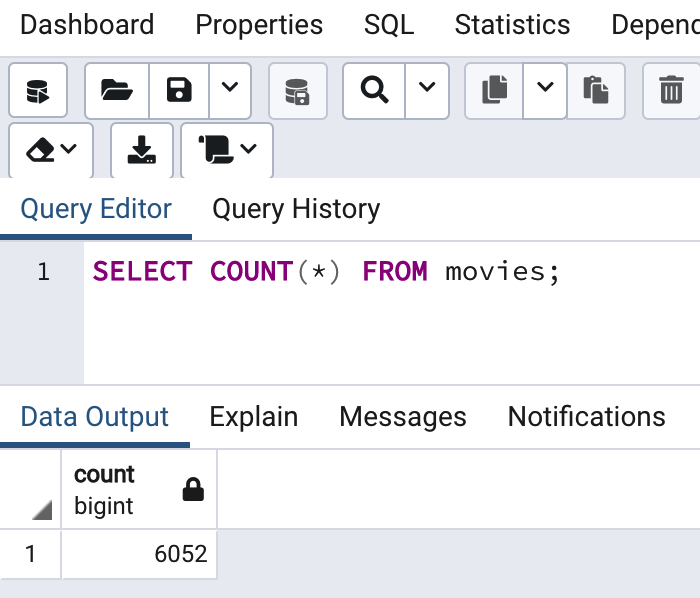 Dashboard Properties SQL Statistics
Query Editor Query History
1 SELECT COUNT(*) FROM movies;
Data Output Explain Messages Notifications
count
bigint
1 6052